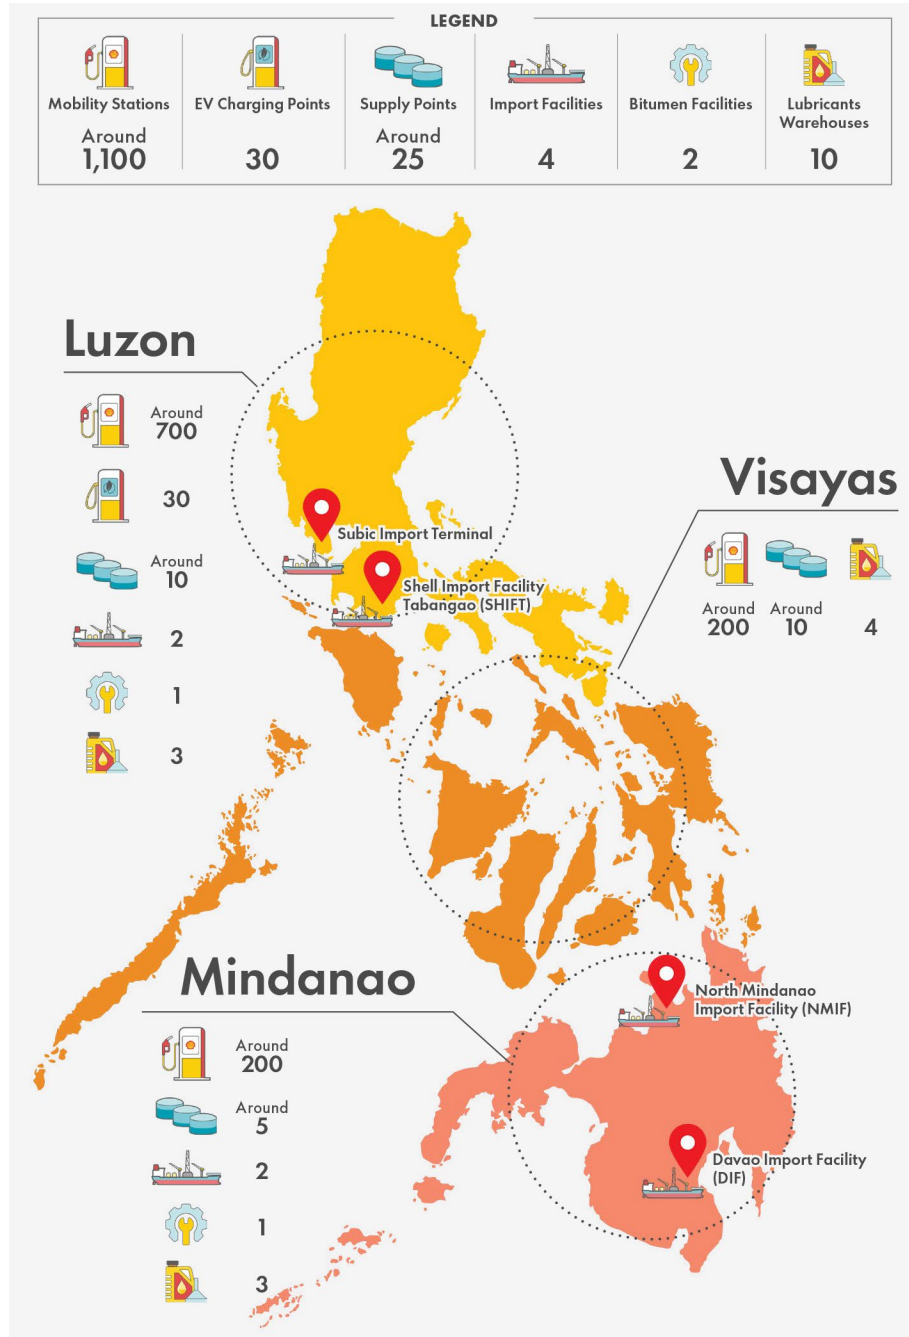 LEGEND
Mobility Stations
Around
1,100
EV Charging Points
30
Supply Points
Around
25
Import Facilities
4
Bitumen Facilities
2
Lubricants
Warehouses
10
Luzon
Around
700
30
Around
10
2
1
3
Subic Import Terminal
Shell Import Facility
Tabangao (SHIFT)
Visayas
Around
200
Around
10
4
Mindanao
Around
200
Around
5
2
1
3
North Mindanao
Import Facility (NMIF)
Davao Import Facility
(DIF)